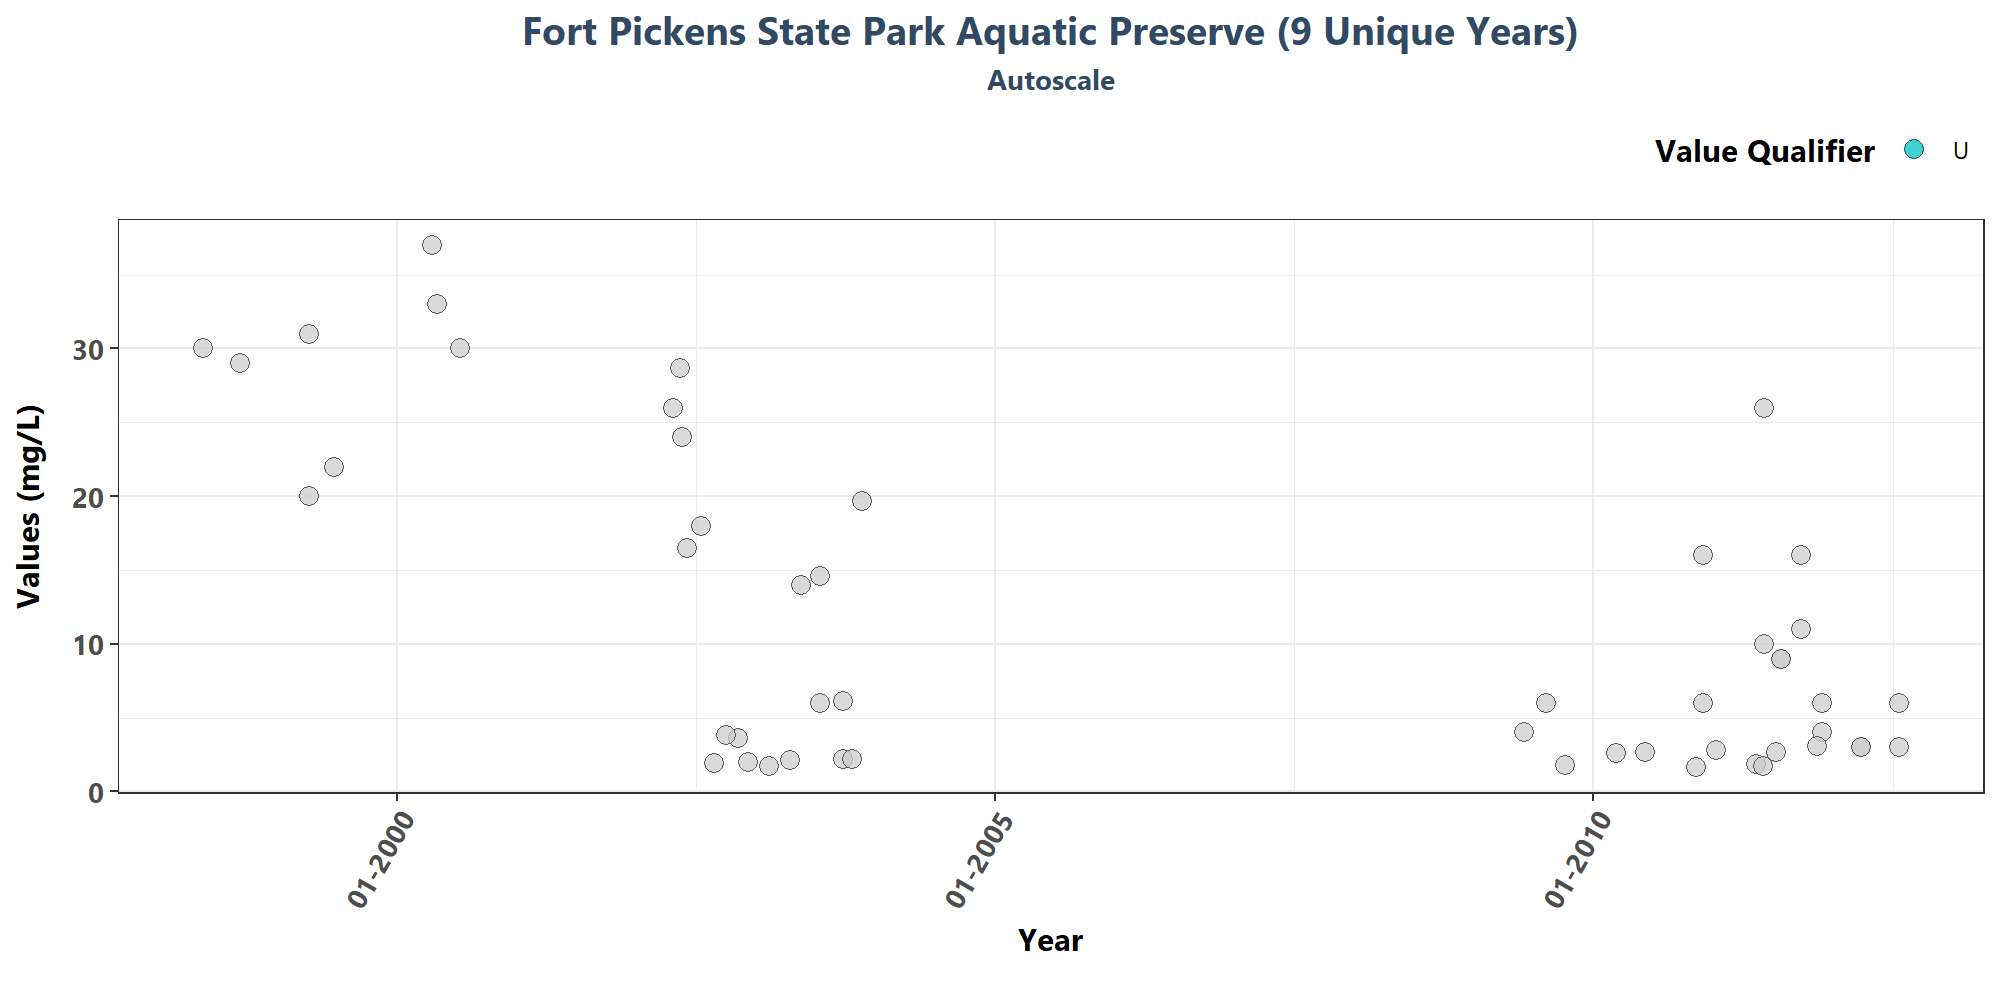 Fort Pickens State Park Aquatic Preserve (9 Unique Years)
Autoscale
Value Qualifier U
Values (mg/L)
30
20
10
0
01-2000
01-2005
01-2010
Year